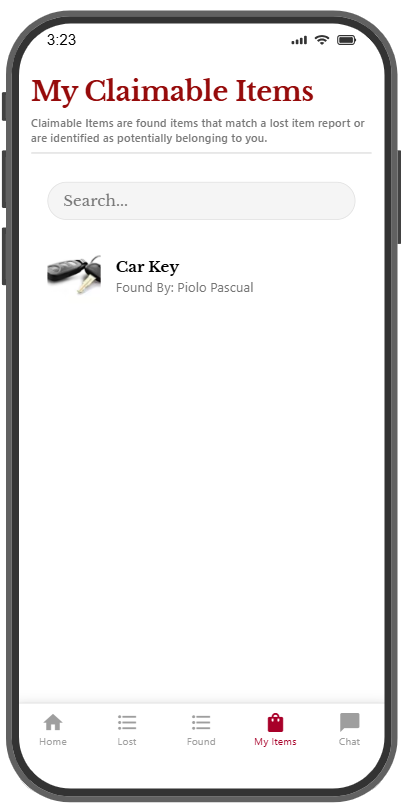 3:23
My Claimable Items
Claimable Items are found items that match a lost item report or
are identified as potentially belonging to you.
Search...
Car Key
Found By: Piolo Pascual
Home
Lost
Found
My Items
Chat